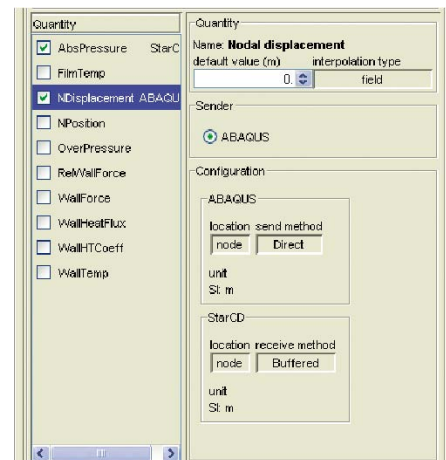 Quantity
AbsPressure StarC
FilmTemp
NDisplacement ABAQU
NPosition
OverPressure
RelWallForce
WallForce
WallHeatFlux
WallHTCoeff
WallTemp
Quantity
Name: Nodal displacement
default value (m) interpolation type
0. field
Sender
ABAQUS
Configuration
ABAQUS
location send method
node Direct
unit
SI: m
StarCD
location receive method
node Buffered
unit
SI: m